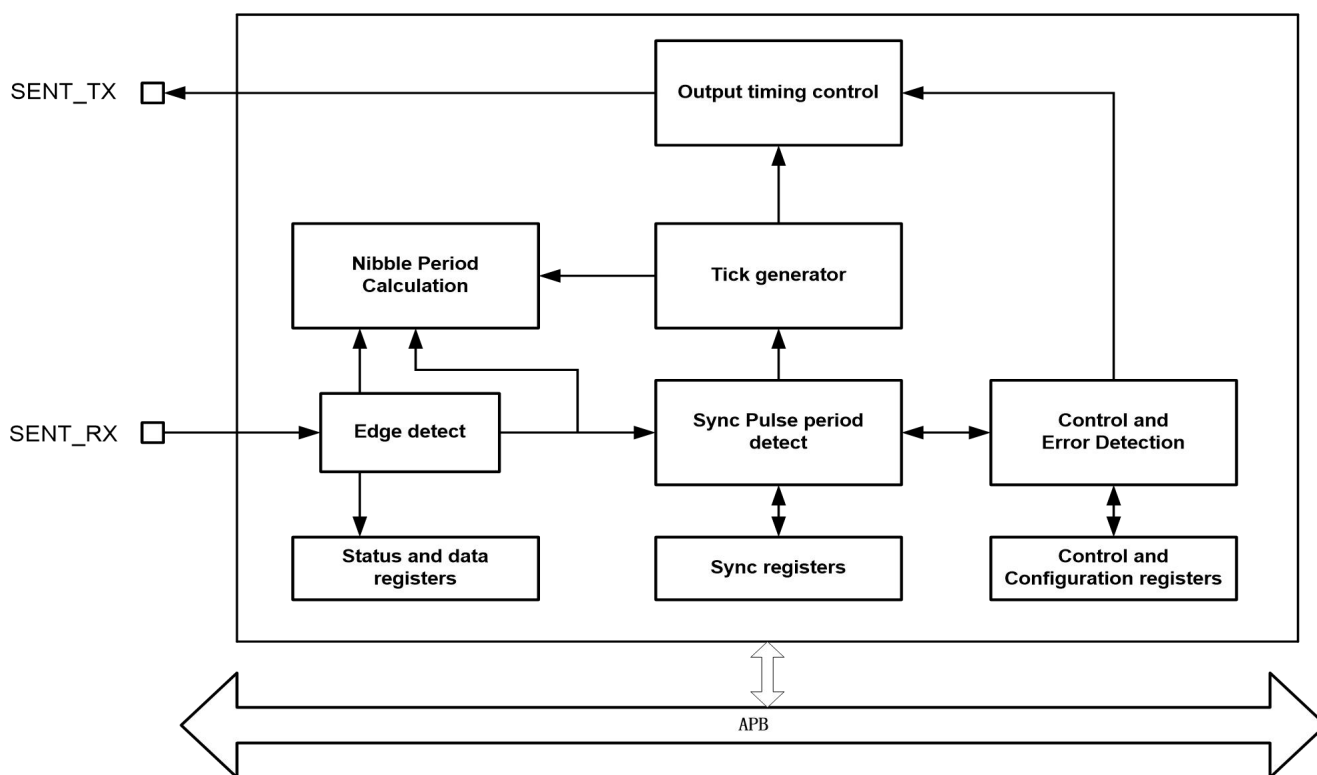 SENT_TX
Output timing control
Nibble Period
Calculation
Tick generator
SENT_RX
Edge detect
Sync Pulse period
detect
Control and
Error Detection
Status and data
registers
Sync registers
Control and
Configuration registers
APB